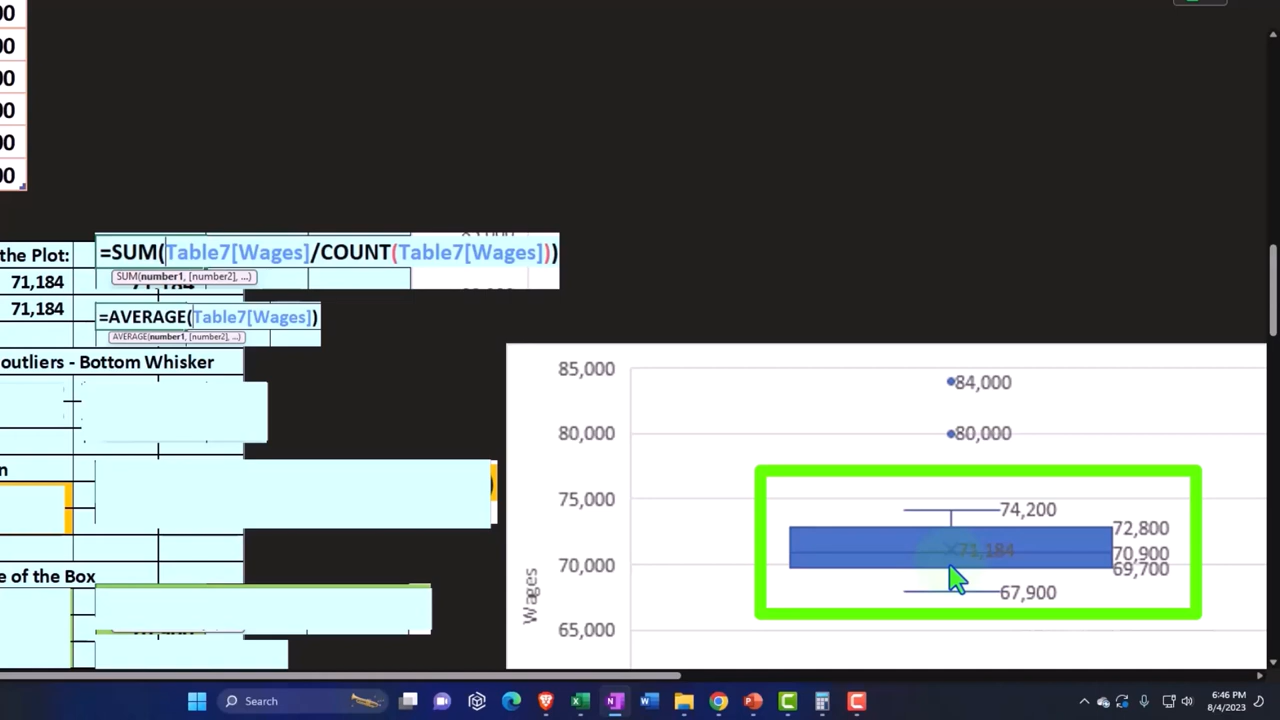 00
00
00
00
00
00
the Plot:
=SUM(Table7[Wages]/COUNT(Table7[Wages]))
71,184
SUM(number1, [number2], ...)
71,184
=AVERAGE(Table7[Wages])
AVERAGE(number1, [number2], ...)
outliers - Bottom Whisker
n
e of the Box
85,000
84,000
80,000
80,000
75,000
74,200
72,800
71,184
70,900
70,000
69,700
67,900
65,000
Wages
Search
6:46 PM
8/4/2023